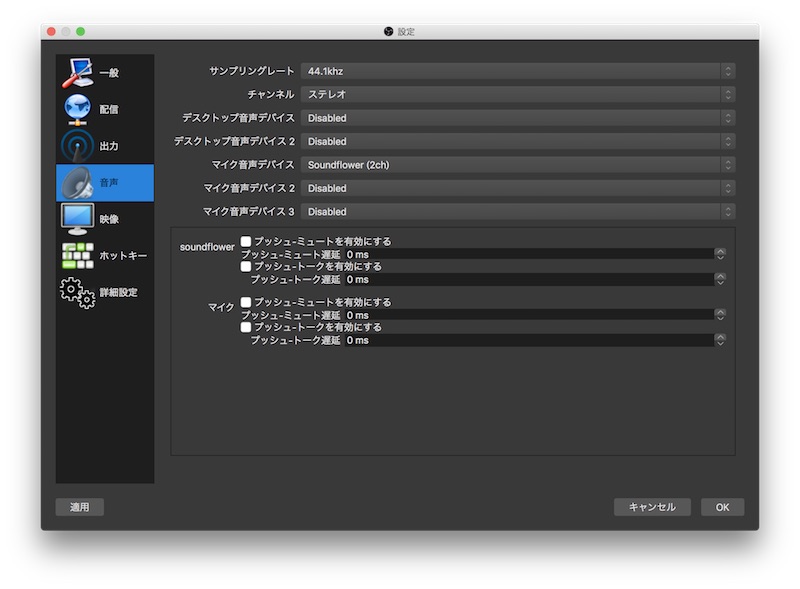 設定
一般
配信
出力
音声
映像
ホットキー
詳細設定
サンプリングレート 44.1khz
チャンネル ステレオ
デスクトップ音声デバイス Disabled
デスクトップ音声デバイス 2 Disabled
マイク音声デバイス Soundflower (2ch)
マイク音声デバイス 2 Disabled
マイク音声デバイス 3 Disabled
soundflower プッシュ-ミュートを有効にする
プッシュ-ミュート遅延 0 ms
プッシュ-トークを有効にする
プッシュ-トーク遅延 0 ms
マイク プッシュ-ミュートを有効にする
プッシュ-ミュート遅延 0 ms
プッシュ-トークを有効にする
プッシュ-トーク遅延 0 ms
適用 キャンセル OK